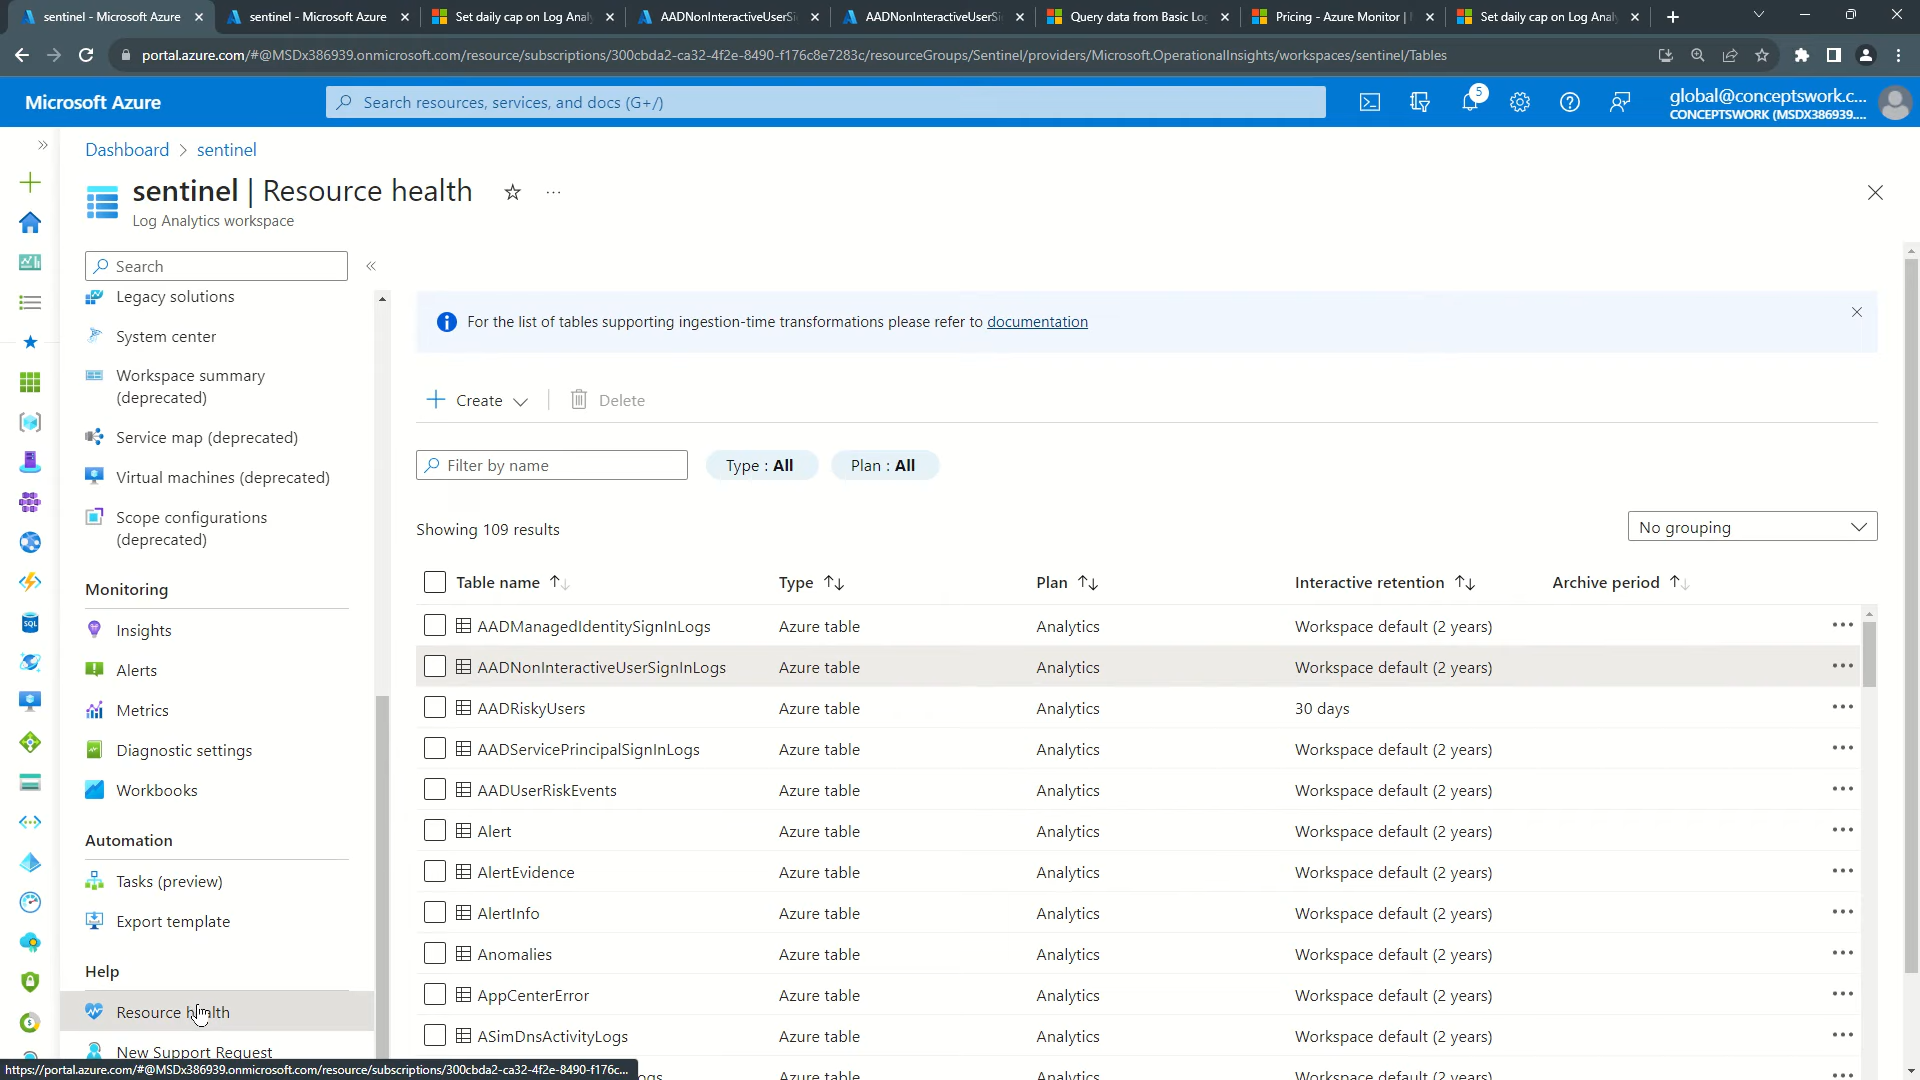 sentinel - Microsoft Azure
sentinel - Microsoft Azure
Set daily cap on Log Anal
AADNonInteractiveUserSi
AADNonInteractiveUserSi
Query data from Basic Lo
Pricing - Azure Monitor |
Set daily cap on Log Anal
portal.azure.com/#@MSDx386939.onmicrosoft.com/resource/subscriptions/300cbda2-ca32-4f2e-8490-f176c8e7283c/resourceGroups/Sentinel/providers/Microsoft.OperationalInsights/workspaces/sentinel/Tables
Microsoft Azure
Search resources, services, and docs (G+/)
5
global@conceptswork.c...
CONCEPTSWORK (MSDX386939....
Dashboard > sentinel
sentinel | Resource health
Log Analytics workspace
Search
Legacy solutions
System center
Workspace summary
(deprecated)
Service map (deprecated)
Virtual machines (deprecated)
Scope configurations
(deprecated)
Monitoring
Insights
Alerts
Metrics
Diagnostic settings
Workbooks
Automation
Tasks (preview)
Export template
Help
Resource health
New Support Request
https://portal.azure.com/#@MSDx386939.onmicrosoft.com/resource/subscriptions/300cbda2-ca32-4f2e-8490-f176c...
For the list of tables supporting ingestion-time transformations please refer to documentation
Create
Delete
Filter by name
Type : All
Plan : All
Showing 109 results
No grouping
Table name Type Plan Interactive retention Archive period
AADManagedIdentitySignInLogs Azure table Analytics Workspace default (2 years)
AADNonInteractiveUserSignInLogs Azure table Analytics Workspace default (2 years)
AADRiskyUsers Azure table Analytics 30 days
AADServicePrincipalSignInLogs Azure table Analytics Workspace default (2 years)
AADUserRiskEvents Azure table Analytics Workspace default (2 years)
Alert Azure table Analytics Workspace default (2 years)
AlertEvidence Azure table Analytics Workspace default (2 years)
AlertInfo Azure table Analytics Workspace default (2 years)
Anomalies Azure table Analytics Workspace default (2 years)
AppCenterError Azure table Analytics Workspace default (2 years)
ASimDnsActivityLogs Azure table Analytics Workspace default (2 years)
Azure table Analytics Workspace default (2 years)